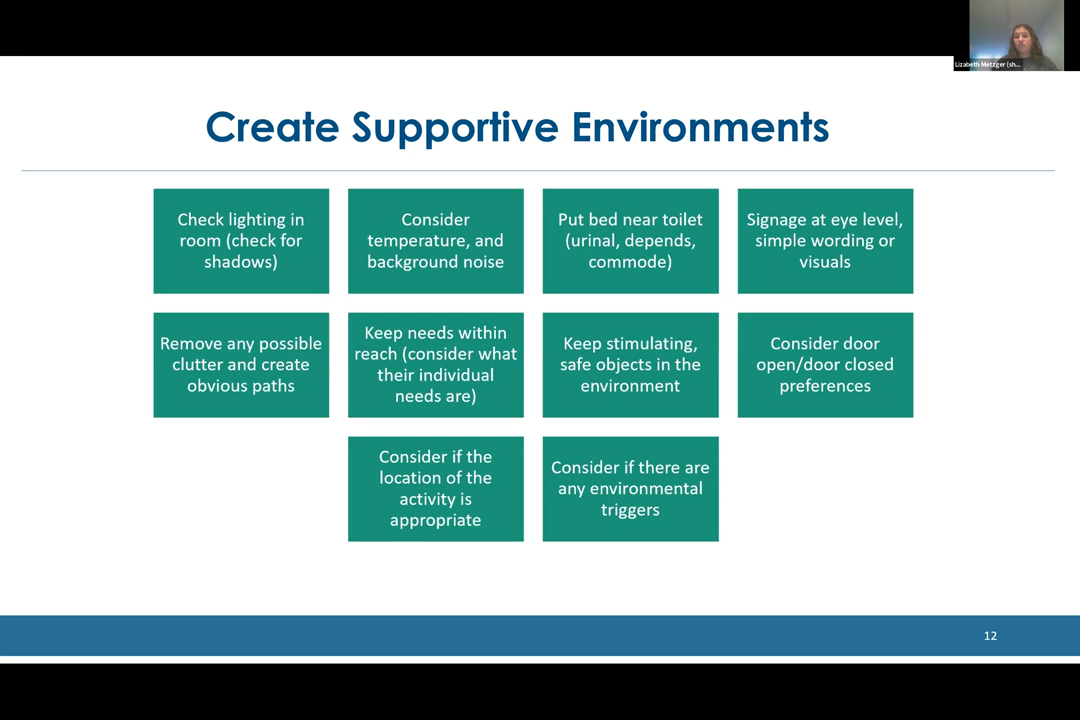 Lizabeth Metzger (sh...
Create Supportive Environments
Check lighting in
room (check for
shadows)
Consider
temperature, and
background noise
Put bed near toilet
(urinal, depends,
commode)
Signage at eye level,
simple wording or
visuals
Remove any possible
clutter and create
obvious paths
Keep needs within
reach (consider what
their individual
needs are)
Keep stimulating,
safe objects in the
environment
Consider door
open/door closed
preferences
Consider if the
location of the
activity is
appropriate
Consider if there are
any environmental
triggers
12